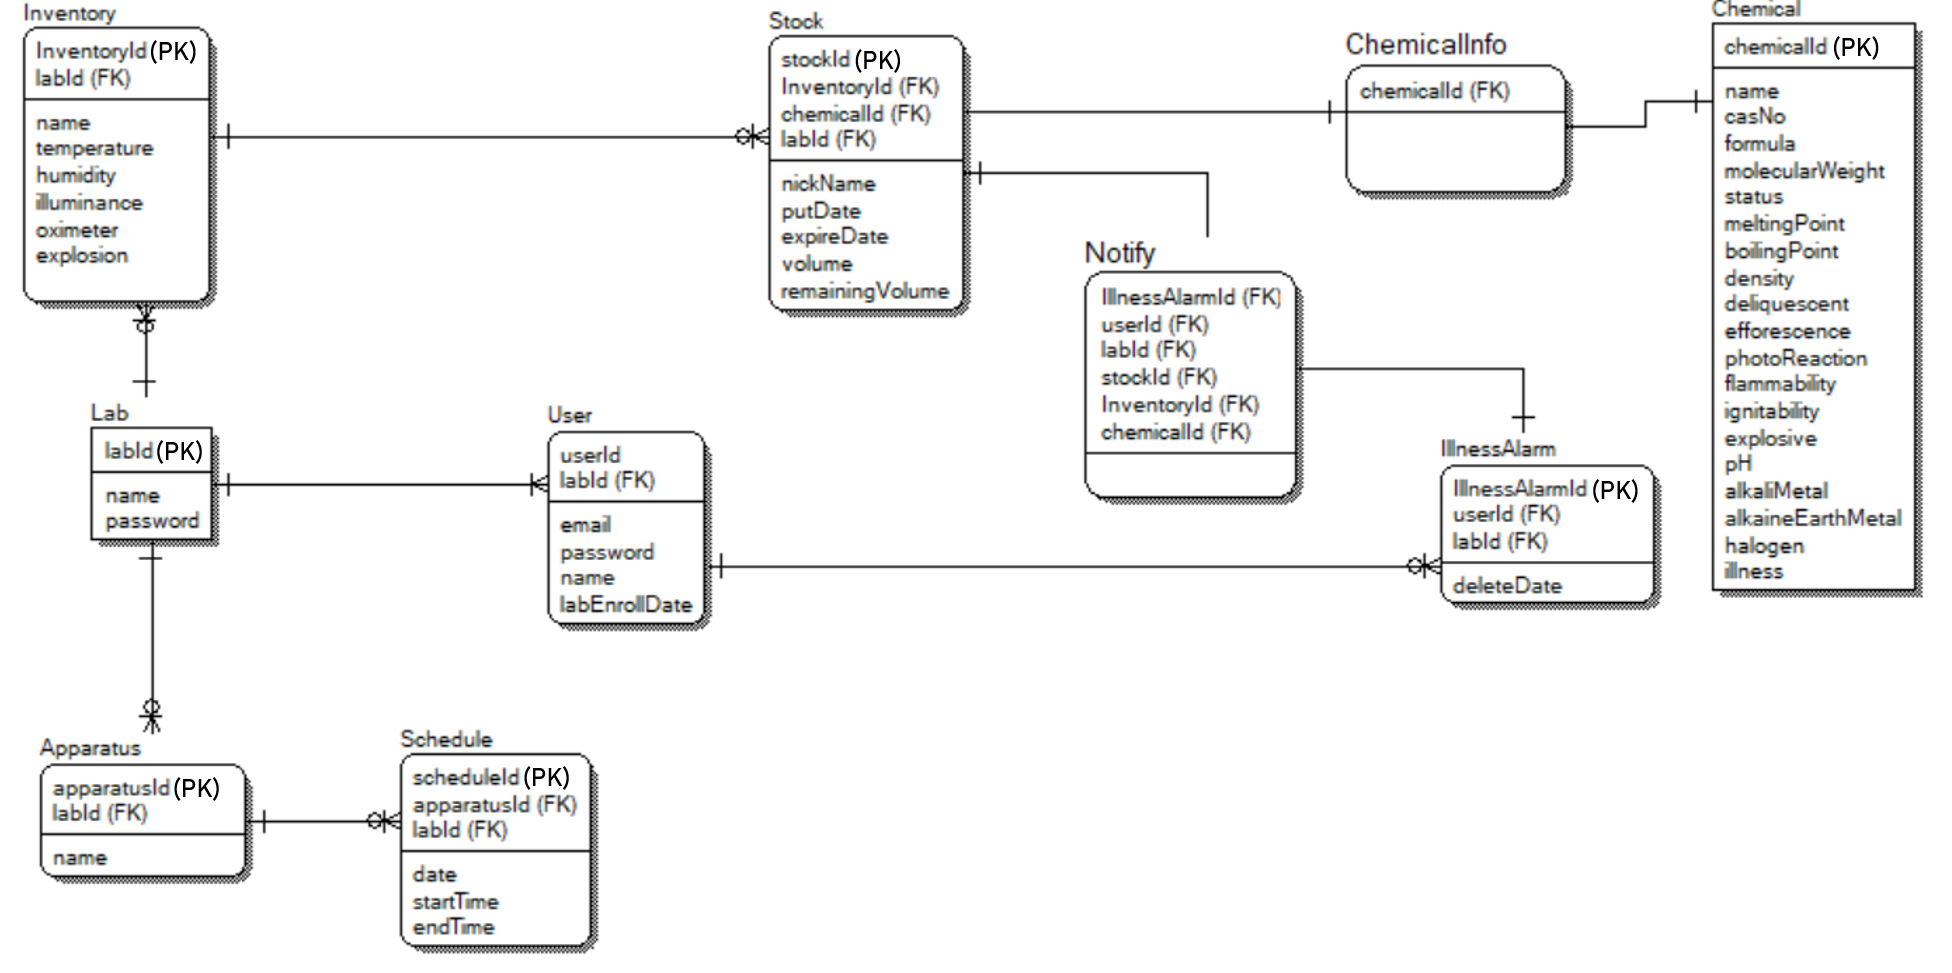 Inventory
InventoryId (PK)
labId (FK)
name
temperature
humidity
illuminance
oximeter
explosion
Stock
stockId (PK)
InventoryId (FK)
chemicalId (FK)
labId (FK)
nickName
putDate
expireDate
volume
remainingVolume
ChemicalInfo
chemicalId (FK)
Chemical
chemicalId (PK)
name
casNo
formula
molecularWeight
status
meltingPoint
boilingPoint
density
deliquescent
efforescence
photoReaction
flammability
ignitability
explosive
pH
alkaliMetal
alkaineEarthMetal
halogen
illness
Notify
IllnessAlarmId (FK)
userId (FK)
labId (FK)
stockId (FK)
InventoryId (FK)
chemicalId (FK)
Lab
labId (PK)
name
password
User
userId
labId (FK)
email
password
name
labEnrollDate
IllnessAlarm
IllnessAlarmId (PK)
userId (FK)
labId (FK)
deleteDate
Apparatus
apparatusId (PK)
labId (FK)
name
Schedule
scheduleId (PK)
apparatusId (FK)
labId (FK)
date
startTime
endTime